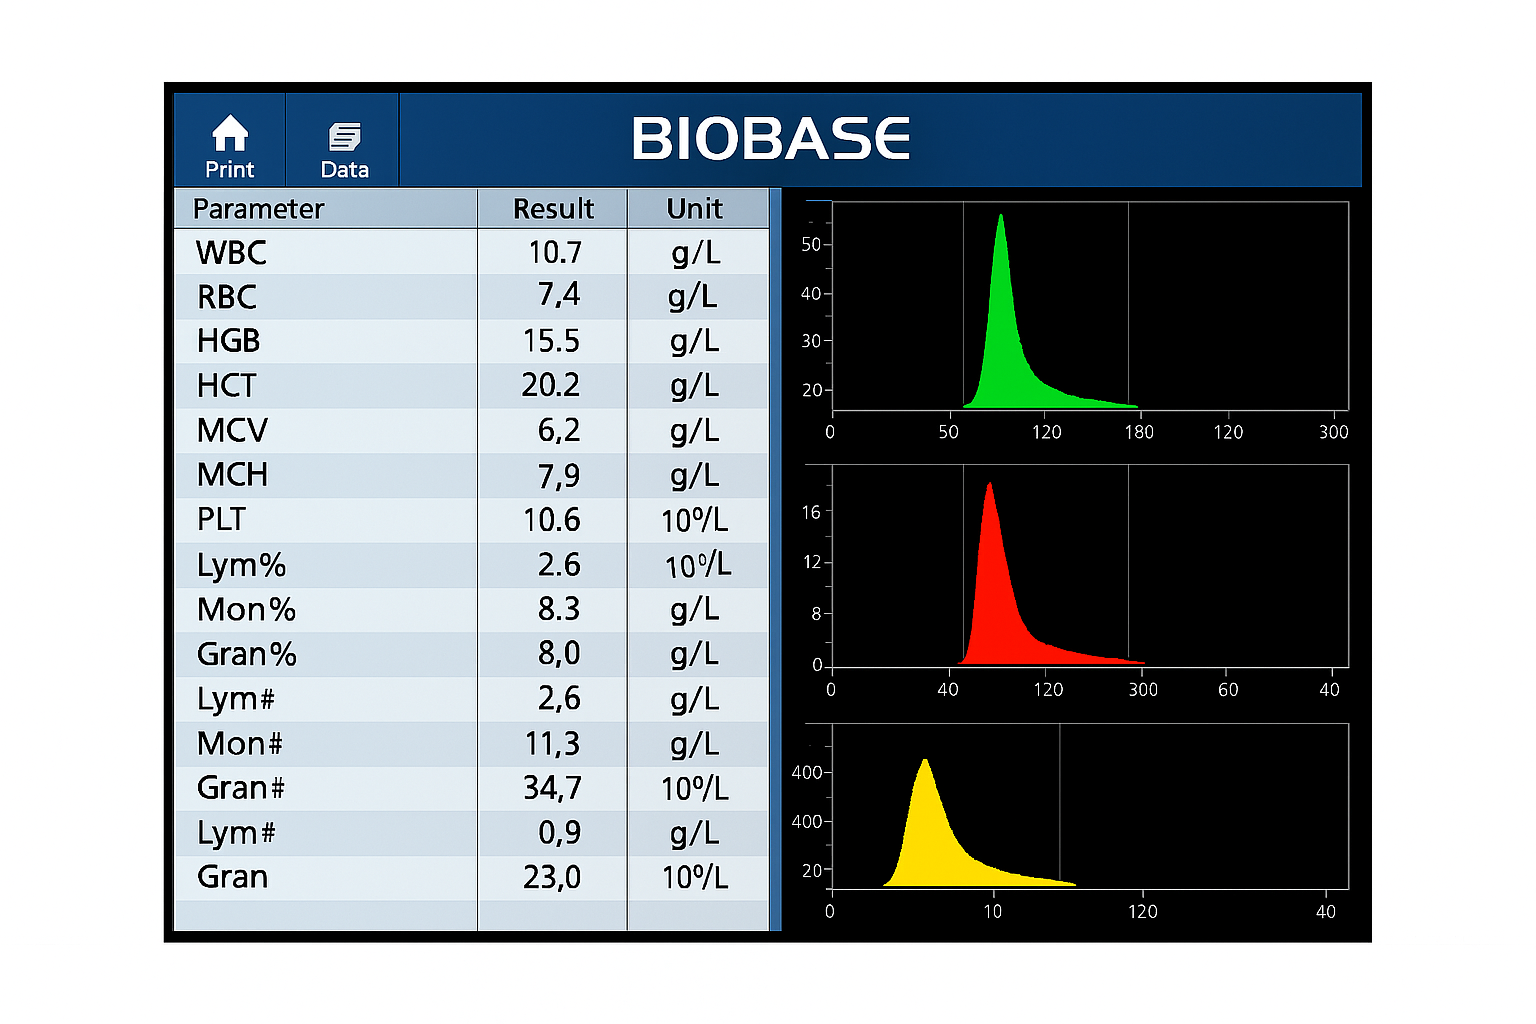 BIOBASE
Print
Data
Parameter Result Unit
WBC 10.7 g/L
RBC 7,4 g/L
HGB 15.5 g/L
HCT 20.2 g/L
MCV 6,2 g/L
MCH 7,9 g/L
PLT 10.6 10⁰/L
Lym% 2.6 10⁰/L
Mon% 8.3 g/L
Gran% 8,0 g/L
Lym# 2,6 g/L
Mon# 11,3 g/L
Gran# 34,7 10⁰/L
Lym# 0,9 g/L
Gran 23,0 10⁰/L
50
40
30
20
0 50 120 180 120 300
16
12
8
0
0 40 120 300 60 40
400
400
20
0 10 120 40